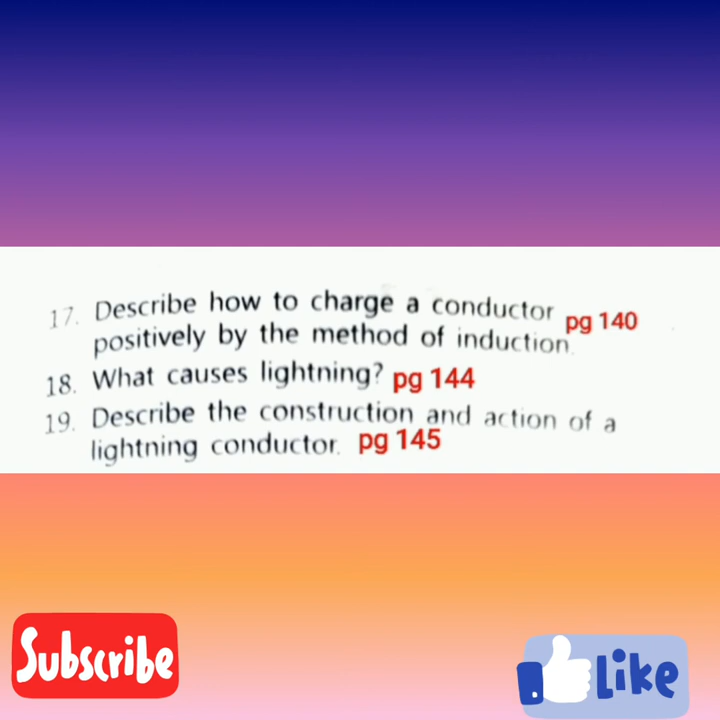 17. Describe how to charge a conductor pg 140
positively by the method of induction.
18. What causes lightning? pg 144
19. Describe the construction and action of a
lightning conductor. pg 145
Subscribe
Like